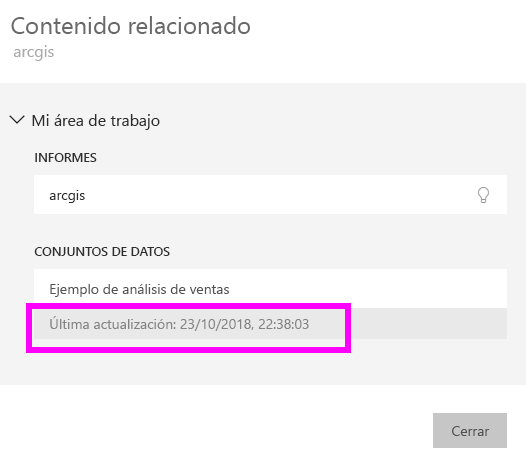 Contenido relacionado
arcgis
Mi área de trabajo
INFORMES
arcgis
CONJUNTOS DE DATOS
Ejemplo de análisis de ventas
Última actualización: 23/10/2018, 22:38:03
Cerrar